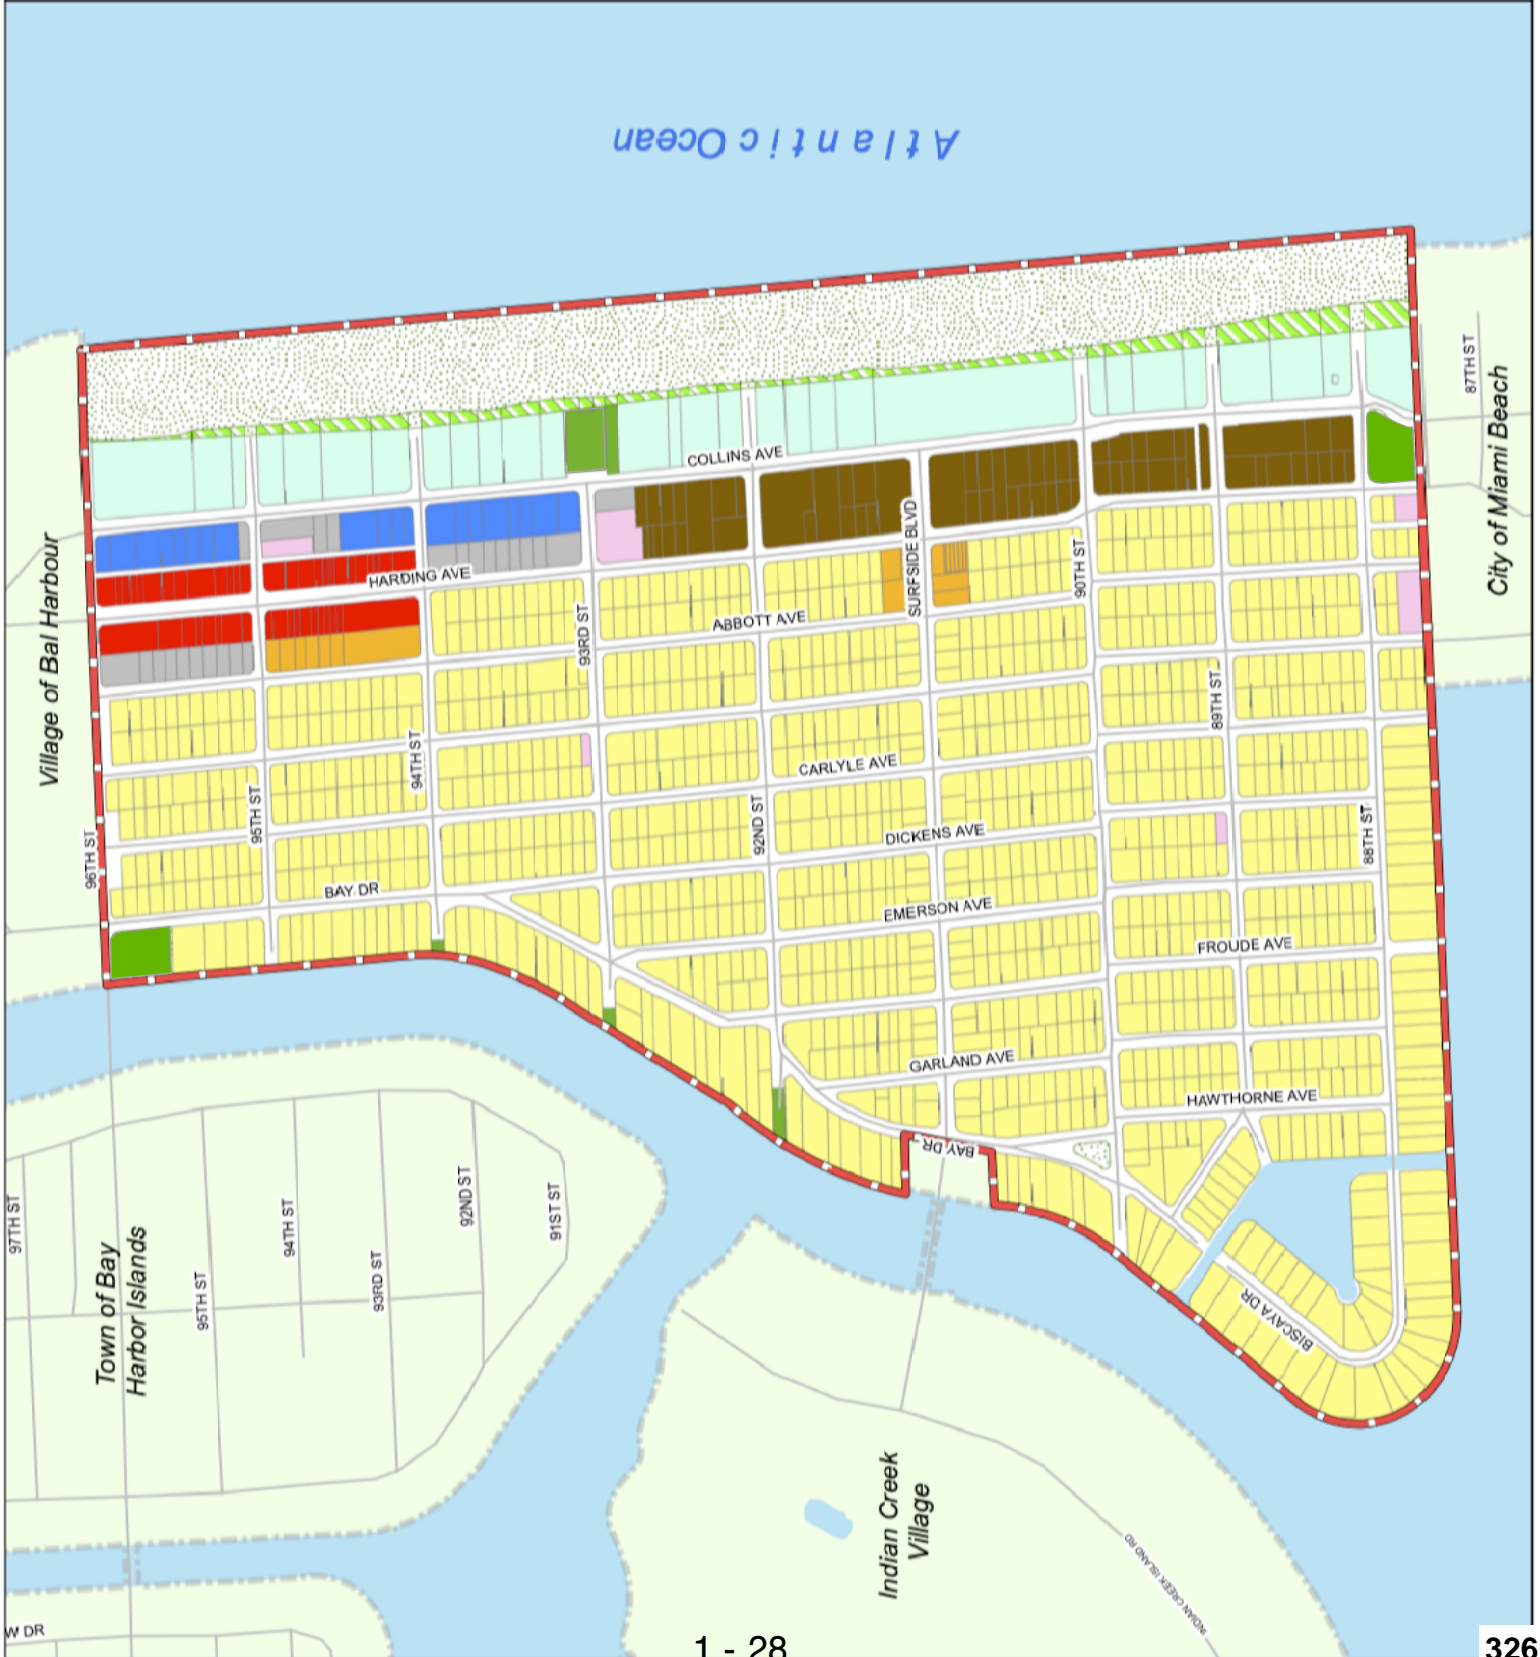 Atlantic Ocean
87TH ST
City of Miami Beach
COLLINS AVE
Village of Bal Harbour
HARDING AVE
SURFSIDE BLVD
90TH ST
93RD ST
ABBOTT AVE
89TH ST
94TH ST
CARLYLE AVE
95TH ST
92ND ST
DICKENS AVE
88TH ST
96TH ST
BAY DR
EMERSON AVE
FROUDE AVE
GARLAND AVE
HAWTHORNE AVE
BAY DR
97TH ST
94TH ST
92ND ST
91ST ST
Town of Bay
Harbor Islands
95TH ST
93RD ST
BISCAYA DR
Indian Creek
Village
INDIAN CREEK ISLAND RD
W DR
1 - 28
326